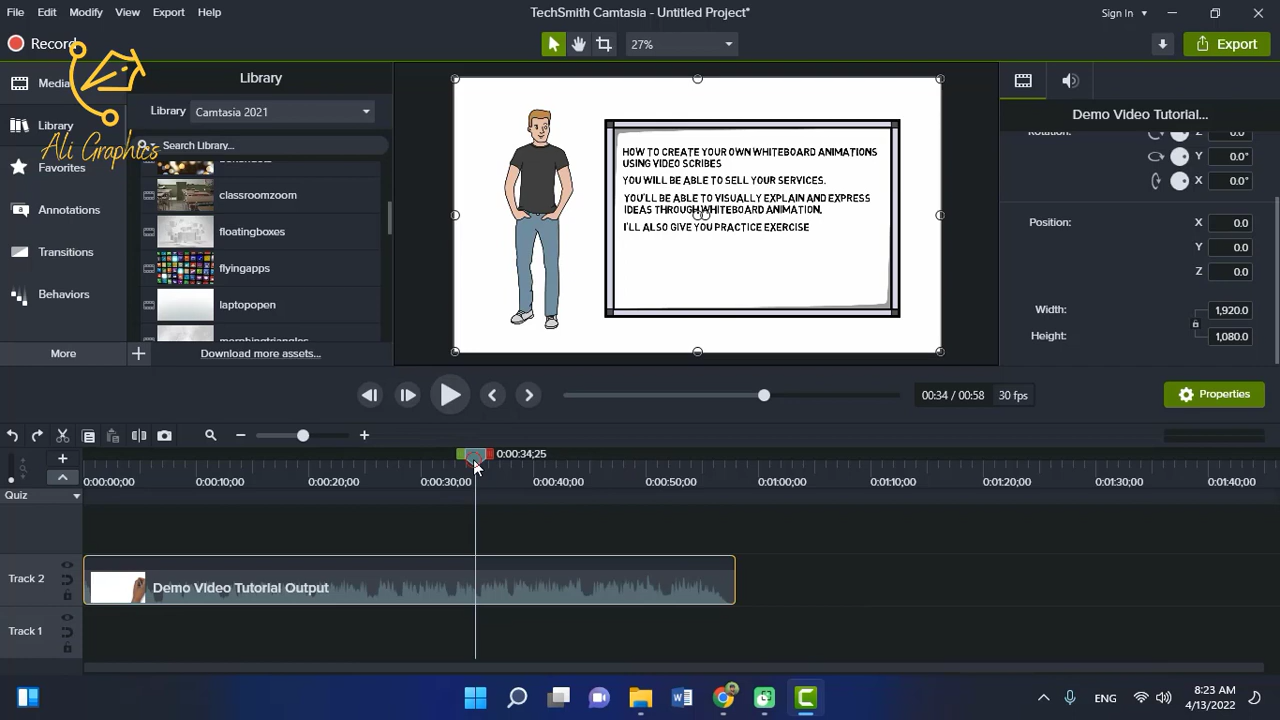 File Edit Modify View Export Help
TechSmith Camtasia - Untitled Project*
Sign In
Record
27%
Export
Media
Library
Favorites
Annotations
Transitions
Behaviors
More
Ali Graphics
Library
Library Camtasia 2021
Search Library...
classroomzoom
floatingboxes
flyingapps
laptopopen
morphingtriangles
Download more assets...
HOW TO CREATE YOUR OWN WHITEBOARD ANIMATIONS
USING VIDEO SCRIBES
YOU WILL BE ABLE TO SELL YOUR SERVICES.
YOU'LL BE ABLE TO VISUALLY EXPLAIN AND EXPRESS
IDEAS THROUGH WHITEBOARD ANIMATION.
I'LL ALSO GIVE YOU PRACTICE EXERCISE
Demo Video Tutorial...
Rotation: Z 0.0°
Y 0.0°
X 0.0°
Position: X 0.0
Y 0.0
Z 0.0
Width: 1,920.0
Height: 1,080.0
00:34 / 00:58 30 fps
Properties
0:00:34;25
0:00:00;00 0:00:10;00 0:00:20;00 0:00:30;00 0:00:40;00 0:00:50;00 0:01:00;00 0:01:10;00 0:01:20;00 0:01:30;00 0:01:40;00
Quiz
Track 2
Demo Video Tutorial Output
Track 1
ENG
8:23 AM
4/13/2022